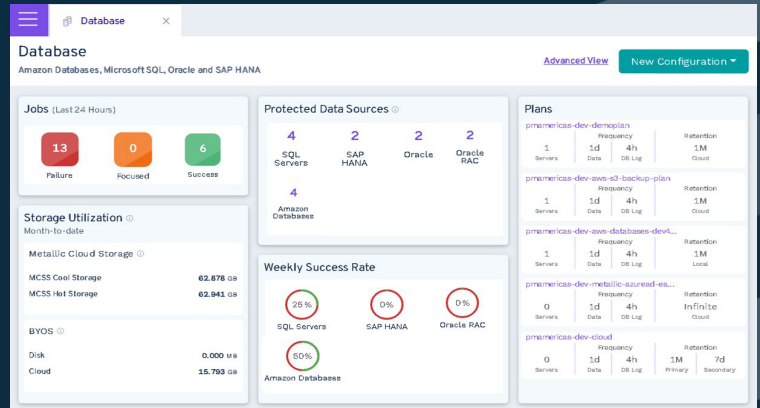 Database
Database
Amazon Databases, Microsoft SQL, Oracle and SAP HANA
Advanced View
New Configuration
Jobs (Last 24 Hours)
13
0
6
Failure
Focused
Success
Storage Utilization
Month-to-date
Metallic Cloud Storage
MCSS Cool Storage 62.878 GB
MCSS Hot Storage 62.941 GB
BYOS
Disk 0.000 MB
Cloud 15.793 GB
Protected Data Sources
4 2 2 2
SQL Servers
SAP HANA
Oracle
Oracle RAC
4
Amazon Databases
Weekly Success Rate
25%
0%
0%
SQL Servers
SAP HANA
Oracle RAC
50%
Amazon Databases
Plans
pmamericas-dev-demoplan
Frequency Retention
1 1d 4h 1M
Servers Data DB Log Cloud
pmamericas-dev-aws-s3-backup-plan
Frequency Retention
1 1d 4h 1M
Servers Data DB Log Cloud
pmamericas-dev-aws-databases-dev4...
Frequency Retention
1 1d 4h 1M
Servers Data DB Log Local
pmamericas-dev-metallic-azuread-ea...
Frequency Retention
0 1d 4h Infinite
Servers Data DB Log Cloud
pmamericas-dev-cloud
Frequency Retention
0 1d 4h 1M 7d
Servers Data DB Log Primary Secondary